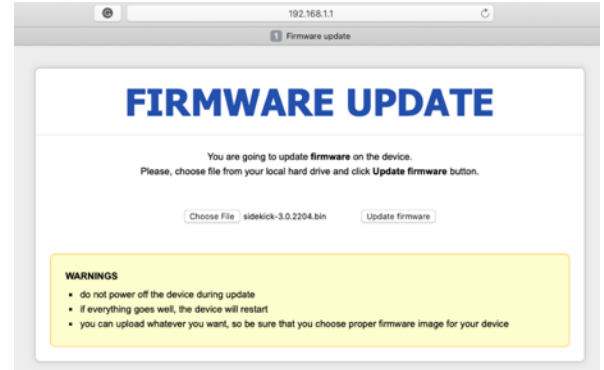 192.168.1.1
1 Firmware update
FIRMWARE UPDATE
You are going to update firmware on the device.
Please, choose file from your local hard drive and click Update firmware button.
Choose File sidekick-3.0.2204.bin Update firmware
WARNINGS
do not power off the device during update
if everything goes well, the device will restart
you can upload whatever you want, so be sure that you choose proper firmware image for your device